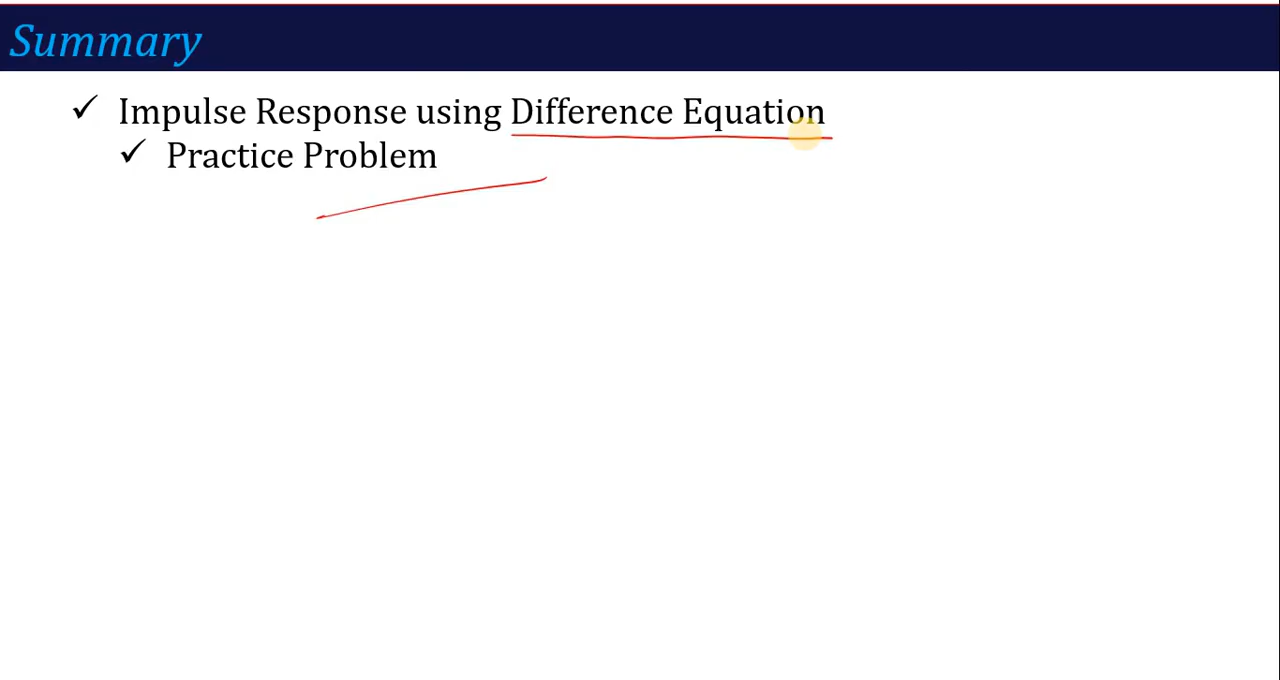 Summary
✓ Impulse Response using Difference Equation
✓ Practice Problem